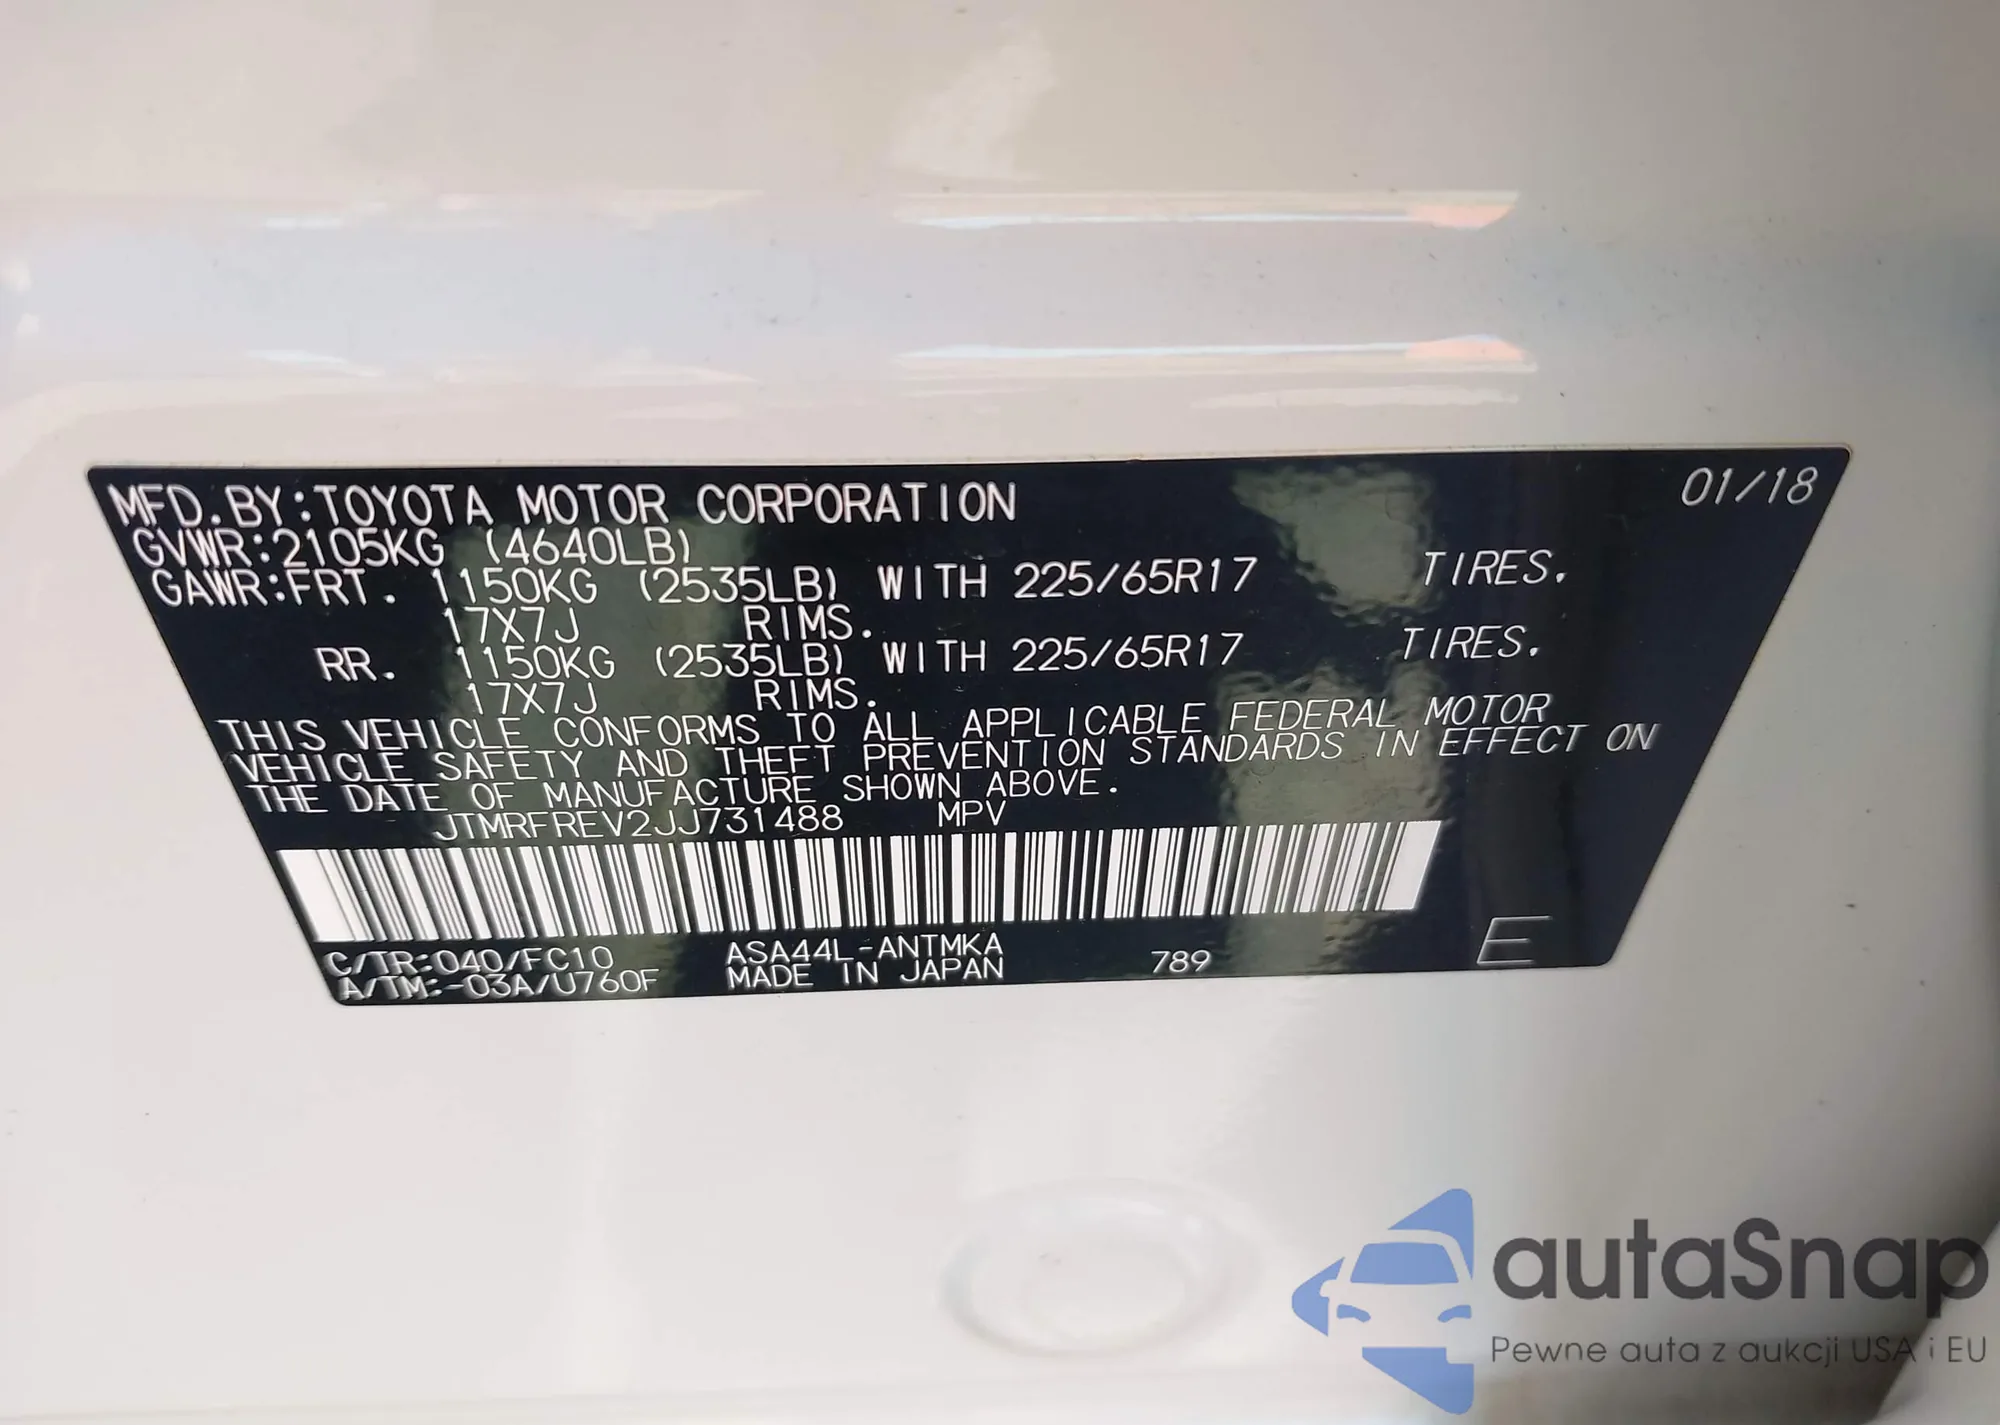 MFD.BY:TOYOTA MOTOR CORPORATION 01/18
GVWR:2105KG (4640LB)
GAWR:FRT. 1150KG (2535LB) WITH 225/65R17 TIRES.
17X7J RIMS.
RR. 1150KG (2535LB) WITH 225/65R17 TIRES.
17X7J RIMS.
THIS VEHICLE CONFORMS TO ALL APPLICABLE FEDERAL MOTOR
VEHICLE SAFETY AND THEFT PREVENTION STANDARDS IN EFFECT ON
THE DATE OF MANUFACTURE SHOWN ABOVE.
JTMRFREV2JJ731488 MPV
C/TR:040/FC10 ASA44L-ANTMKA 789 E
A/TM:-03A/U760F MADE IN JAPAN
autaSnap
Pewne auta z aukcji USA i EU